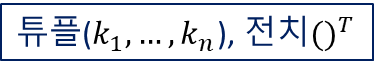 튜플(k₁, …, kₙ), 전치()ᵀ